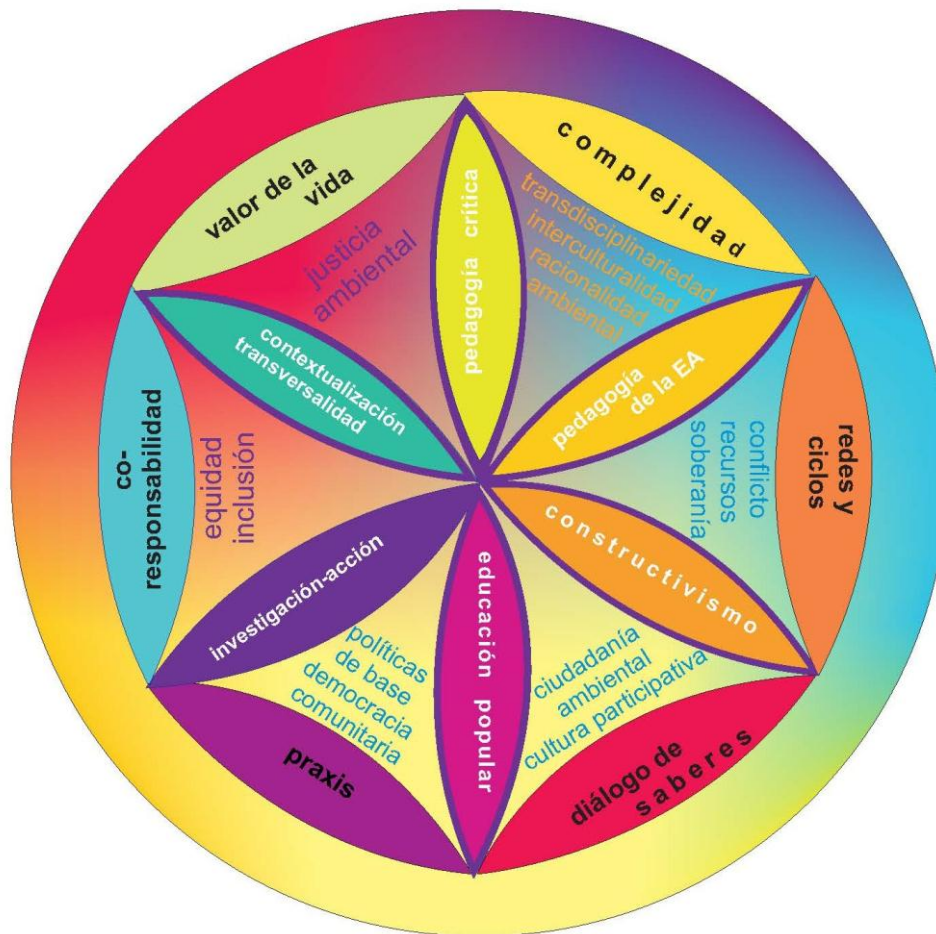 valor de la
vida
complejidad
justicia
ambiental
pedagogía crítica
transdisciplinariedad
interculturalidad
racionalidad
ambiental
contextualización
transversalidad
pedagogía
de la EA
co-
responsabilidad
equidad
inclusión
conflicto
recursos
soberanía
redes y
ciclos
investigación-acción
educación popular
constructivismo
políticas
de base
democracia
comunitaria
ciudadanía
ambiental
cultura participativa
praxis
diálogo de
saberes